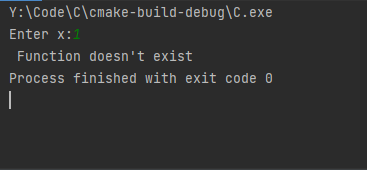 Y:\Code\C\cmake-build-debug\C.exe
Enter x:1
 Function doesn't exist
Process finished with exit code 0